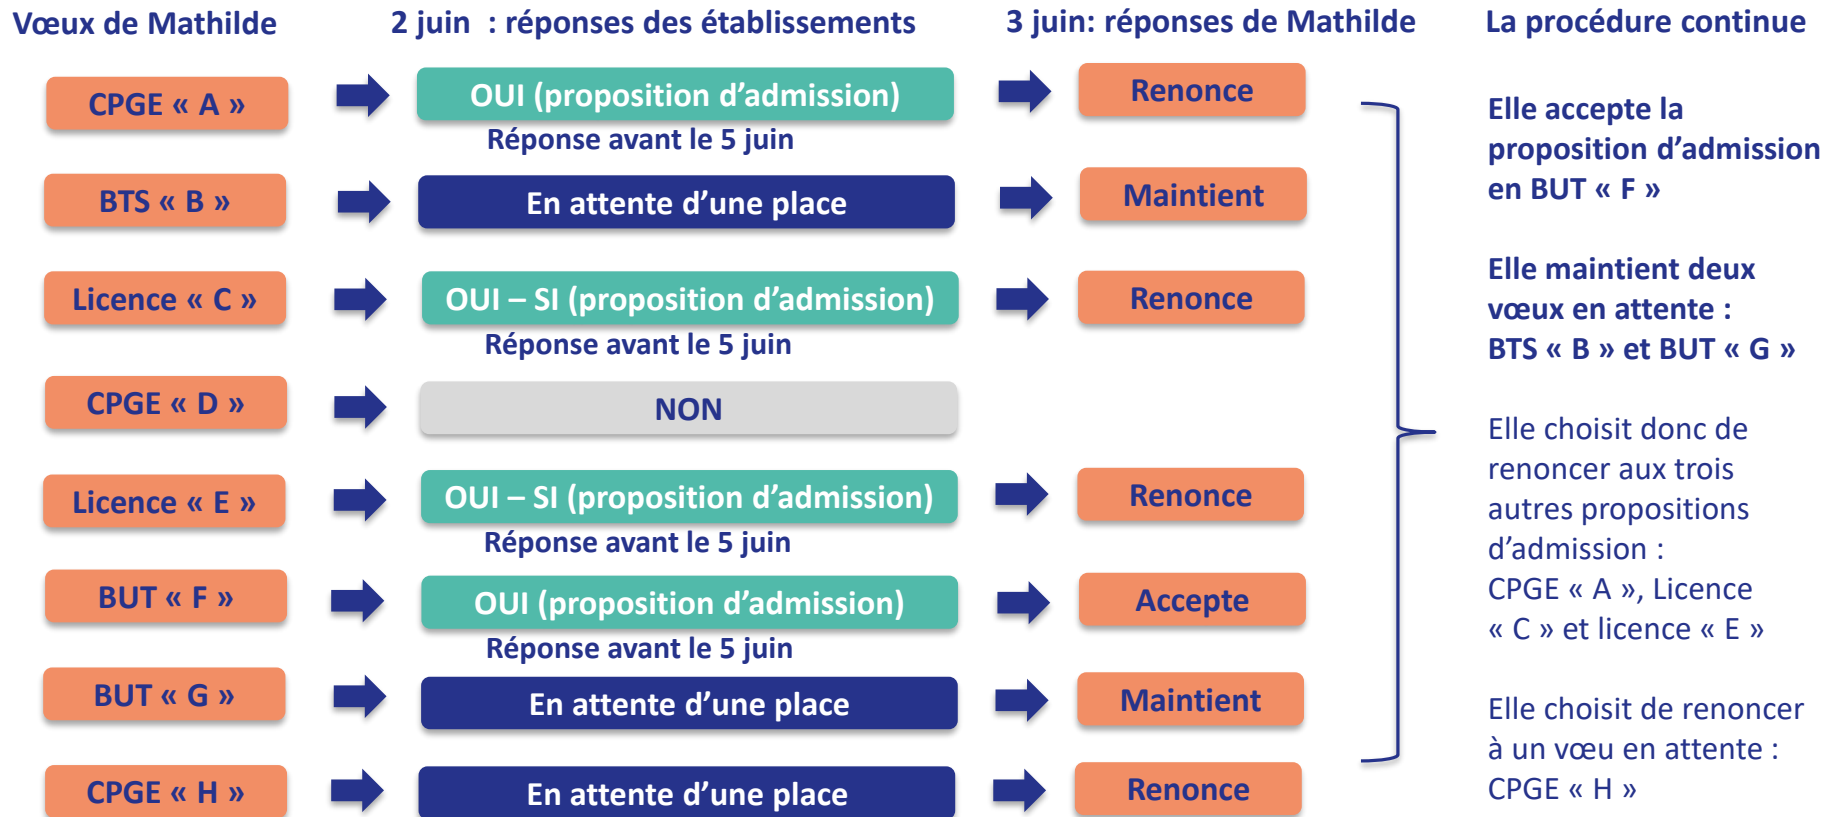 Vœux de Mathilde
2 juin : réponses des établissements
3 juin: réponses de Mathilde
La procédure continue
CPGE « A »
OUI (proposition d’admission)
Réponse avant le 5 juin
Renonce
BTS « B »
En attente d’une place
Maintient
Licence « C »
OUI – SI (proposition d’admission)
Réponse avant le 5 juin
Renonce
CPGE « D »
NON
Licence « E »
OUI – SI (proposition d’admission)
Réponse avant le 5 juin
Renonce
BUT « F »
OUI (proposition d’admission)
Réponse avant le 5 juin
Accepte
BUT « G »
En attente d’une place
Maintient
CPGE « H »
En attente d’une place
Renonce
Elle accepte la
proposition d’admission
en BUT « F »
Elle maintient deux
vœux en attente :
BTS « B » et BUT « G »
Elle choisit donc de
renoncer aux trois
autres propositions
d’admission :
CPGE « A », Licence
« C » et licence « E »
Elle choisit de renoncer
à un vœu en attente :
CPGE « H »